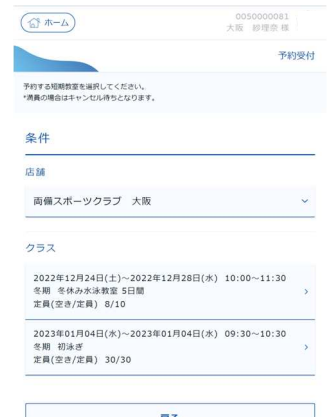 ホーム
0050000081
大阪 紗理奈 様
予約受付
予約する短期教室を選択してください。
*満員の場合はキャンセル待ちとなります。
条件
店舗
両備スポーツクラブ 大阪
クラス
2022年12月24日(土)～2022年12月28日(水) 10:00～11:30
冬期 冬休み水泳教室 5日間
定員(空き/定員) 8/10
2023年01月04日(水)～2023年01月04日(水) 09:30～10:30
冬期 初泳ぎ
定員(空き/定員) 30/30
戻る